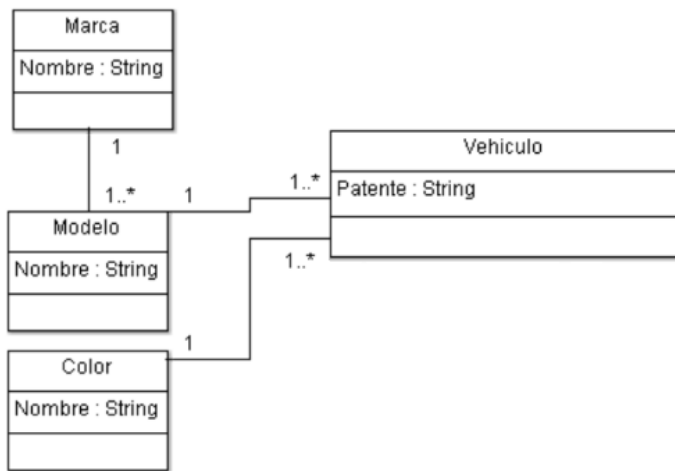 Marca
Nombre : String
1
1..*
1
1..*
Modelo
Nombre : String
Vehiculo
Patente : String
1..*
1
Color
Nombre : String